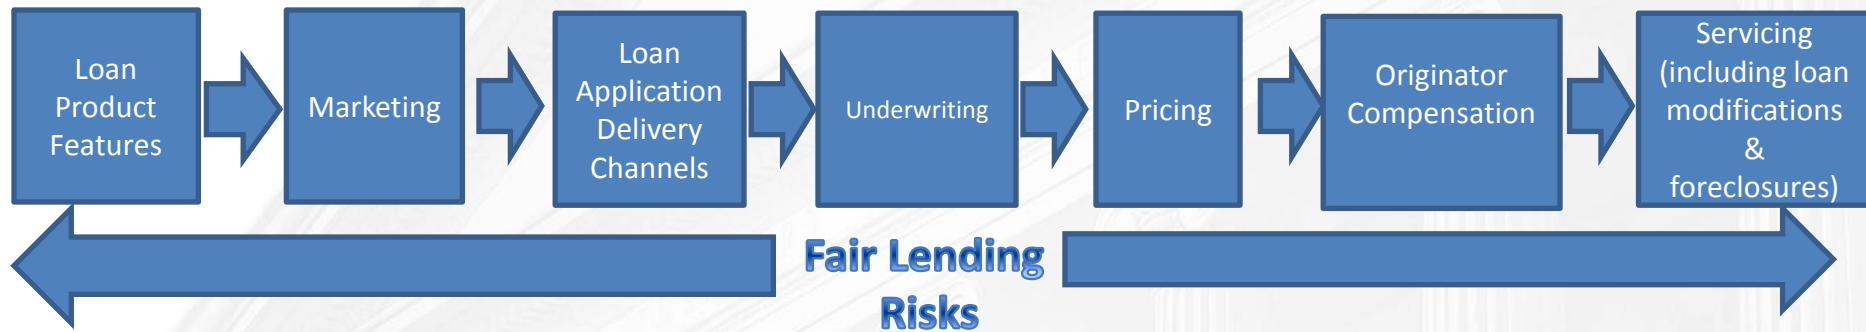 Loan
Product
Features
Marketing
Loan
Application
Delivery
Channels
Underwriting
Pricing
Originator
Compensation
Servicing
(including loan
modifications
&
foreclosures)
Fair Lending
Risks